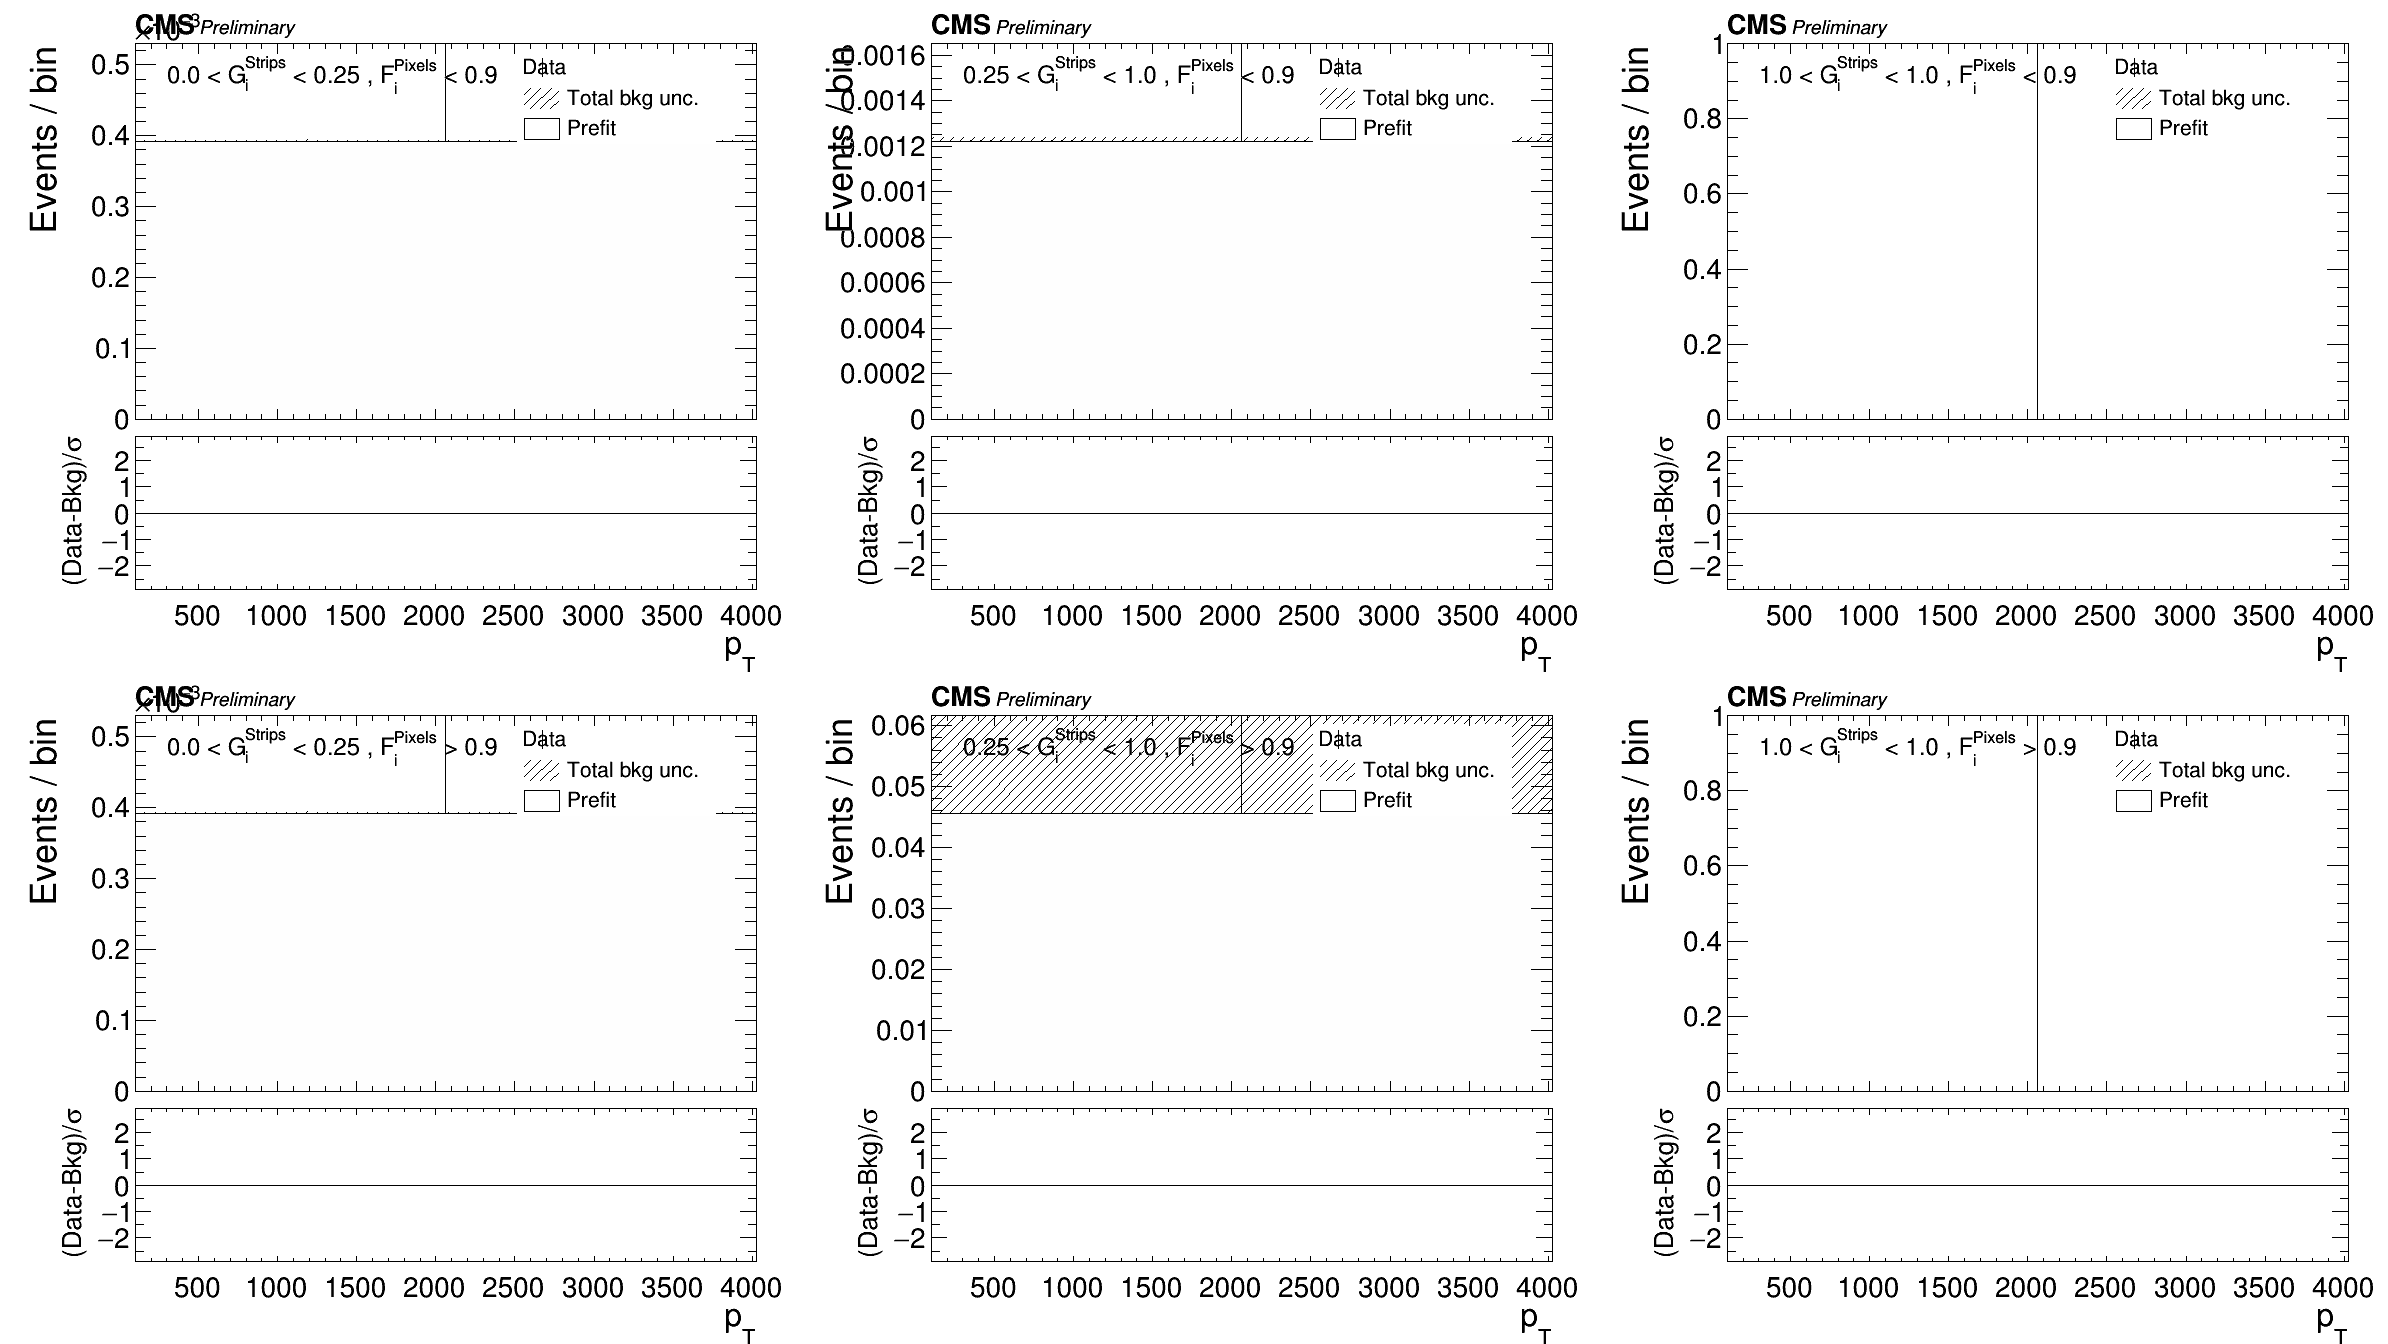 CMS Preliminary
×10⁻³
Events / bin
0.0 < G_i^Strips < 0.25 , F_i^Pixels < 0.9
Data
Total bkg unc.
Prefit
0.5
0.4
0.3
0.2
0.1
0
(Data-Bkg)/σ
2
1
0
−1
−2
500 1000 1500 2000 2500 3000 3500 4000
p_T
CMS Preliminary
Events / bin
0.25 < G_i^Strips < 1.0 , F_i^Pixels < 0.9
Data
Total bkg unc.
Prefit
0.0016
0.0014
0.0012
0.001
0.0008
0.0006
0.0004
0.0002
0
(Data-Bkg)/σ
2
1
0
−1
−2
500 1000 1500 2000 2500 3000 3500 4000
p_T
CMS Preliminary
Events / bin
1.0 < G_i^Strips < 1.0 , F_i^Pixels < 0.9
Data
Total bkg unc.
Prefit
1
0.8
0.6
0.4
0.2
0
(Data-Bkg)/σ
2
1
0
−1
−2
500 1000 1500 2000 2500 3000 3500 4000
p_T
CMS Preliminary
×10⁻³
Events / bin
0.0 < G_i^Strips < 0.25 , F_i^Pixels > 0.9
Data
Total bkg unc.
Prefit
0.5
0.4
0.3
0.2
0.1
0
(Data-Bkg)/σ
2
1
0
−1
−2
500 1000 1500 2000 2500 3000 3500 4000
p_T
CMS Preliminary
Events / bin
0.25 < G_i^Strips < 1.0 , F_i^Pixels > 0.9
Data
Total bkg unc.
Prefit
0.06
0.05
0.04
0.03
0.02
0.01
0
(Data-Bkg)/σ
2
1
0
−1
−2
500 1000 1500 2000 2500 3000 3500 4000
p_T
CMS Preliminary
Events / bin
1.0 < G_i^Strips < 1.0 , F_i^Pixels > 0.9
Data
Total bkg unc.
Prefit
1
0.8
0.6
0.4
0.2
0
(Data-Bkg)/σ
2
1
0
−1
−2
500 1000 1500 2000 2500 3000 3500 4000
p_T